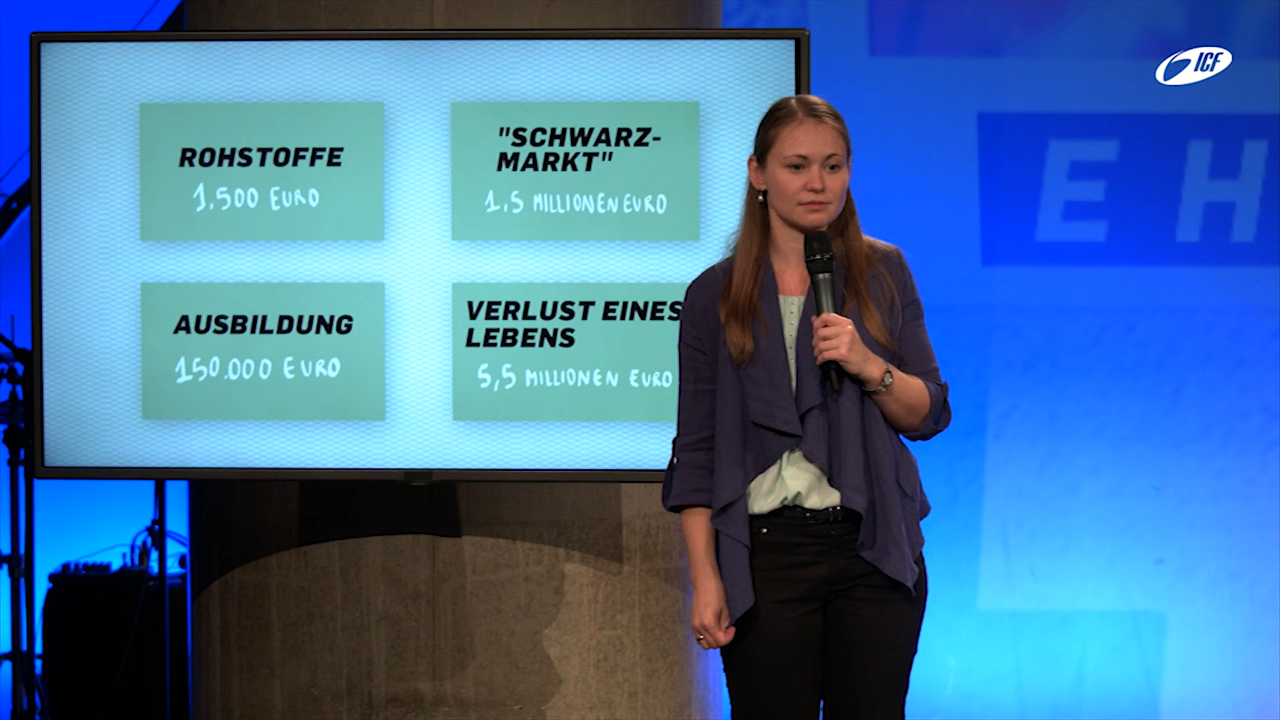 ROHSTOFFE
1.500 EURO
"SCHWARZ-
MARKT"
1,5 MILLIONEN EURO
AUSBILDUNG
150.000 EURO
VERLUST EINES
LEBENS
5,5 MILLIONEN EURO
ICF
E H